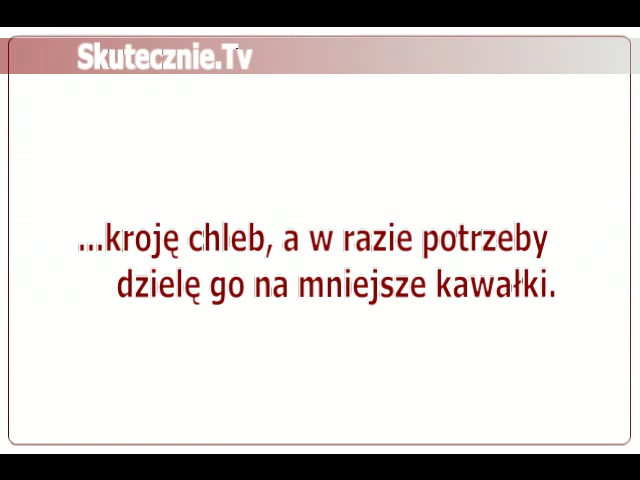 Skutecznie.Tv
...kroję chleb, a w razie potrzeby
dzielę go na mniejsze kawałki.